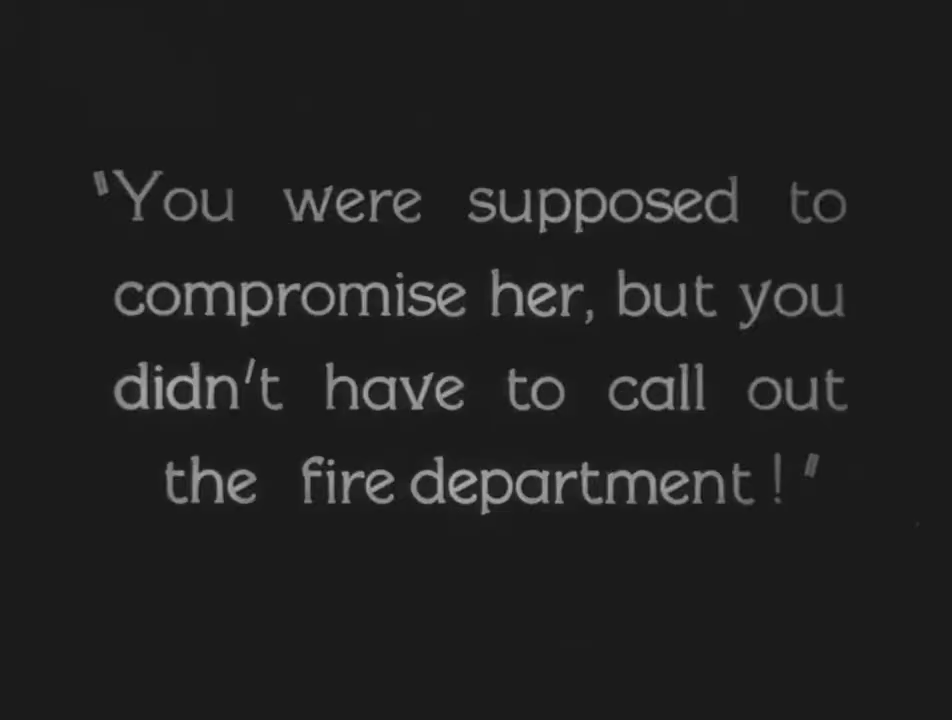 "You were supposed to
compromise her, but you
didn't have to call out
the fire department!"